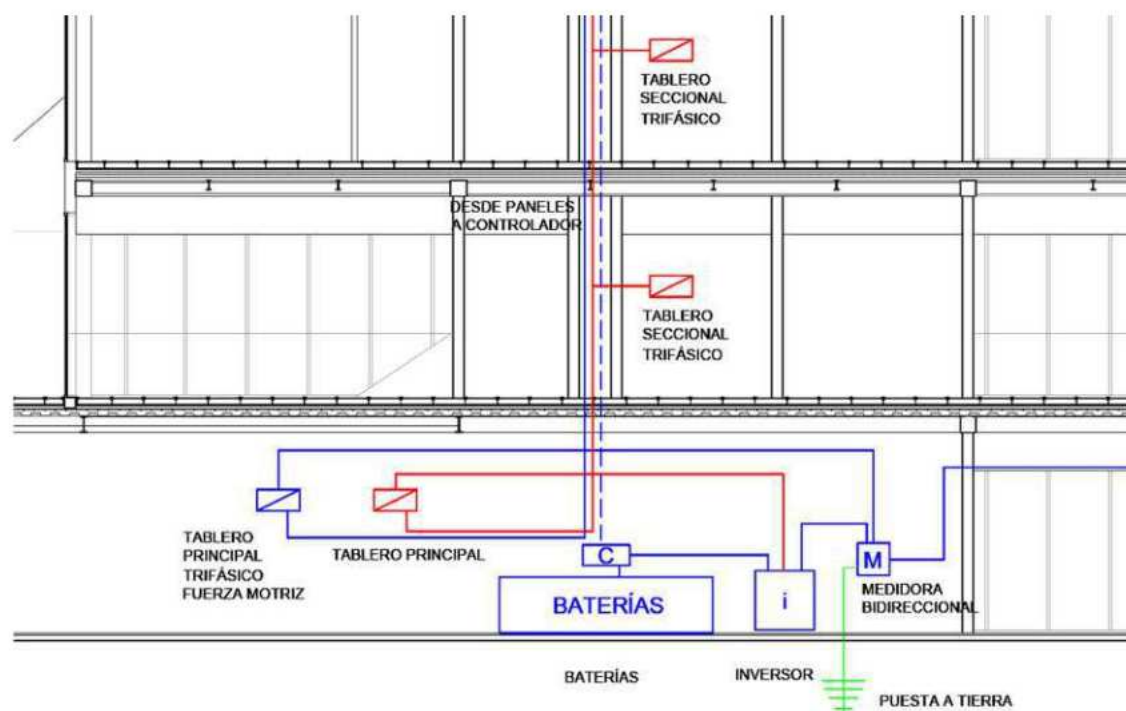 TABLERO
SECCIONAL
TRIFÁSICO
DESDE PANELES
A CONTROLADOR
TABLERO
SECCIONAL
TRIFÁSICO
TABLERO
PRINCIPAL
TRIFÁSICO
FUERZA MOTRIZ
TABLERO PRINCIPAL
C
BATERÍAS
i
M
MEDIDORA
BIDIRECCIONAL
BATERÍAS
INVERSOR
PUESTA A TIERRA